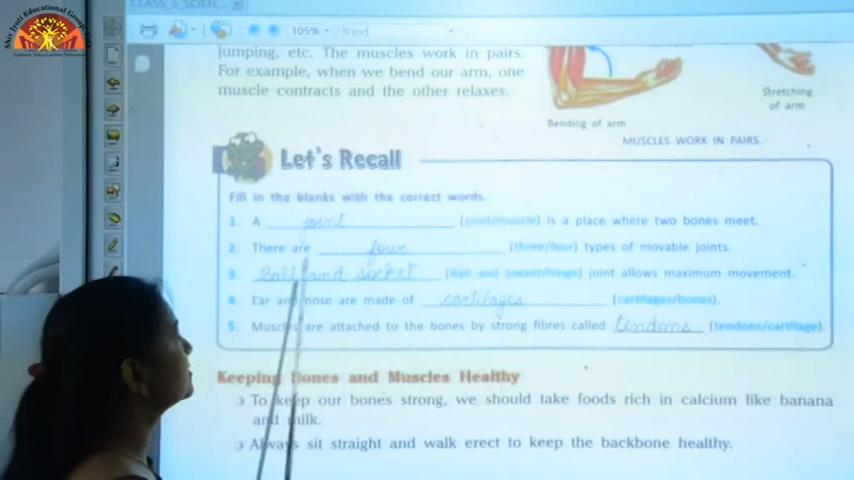 Shiv Jyoti Educational Group
105%
Find
jumping, etc. The muscles work in pairs.
For example, when we bend our arm, one
muscle contracts and the other relaxes.
Bending of arm
Stretching
of arm
MUSCLES WORK IN PAIRS.
Let's Recall
Fill in the blanks with the correct words.
1. A joint (joint/muscle) is a place where two bones meet.
2. There are four (three/four) types of movable joints.
3. Ball and socket (Ball and socket/hinge) joint allows maximum movement.
4. Ear and nose are made of cartilages (cartilages/bones).
5. Muscles are attached to the bones by strong fibres called tendons (tendons/cartilage).
Keeping Bones and Muscles Healthy
To keep our bones strong, we should take foods rich in calcium like banana
and milk.
Always sit straight and walk erect to keep the backbone healthy.